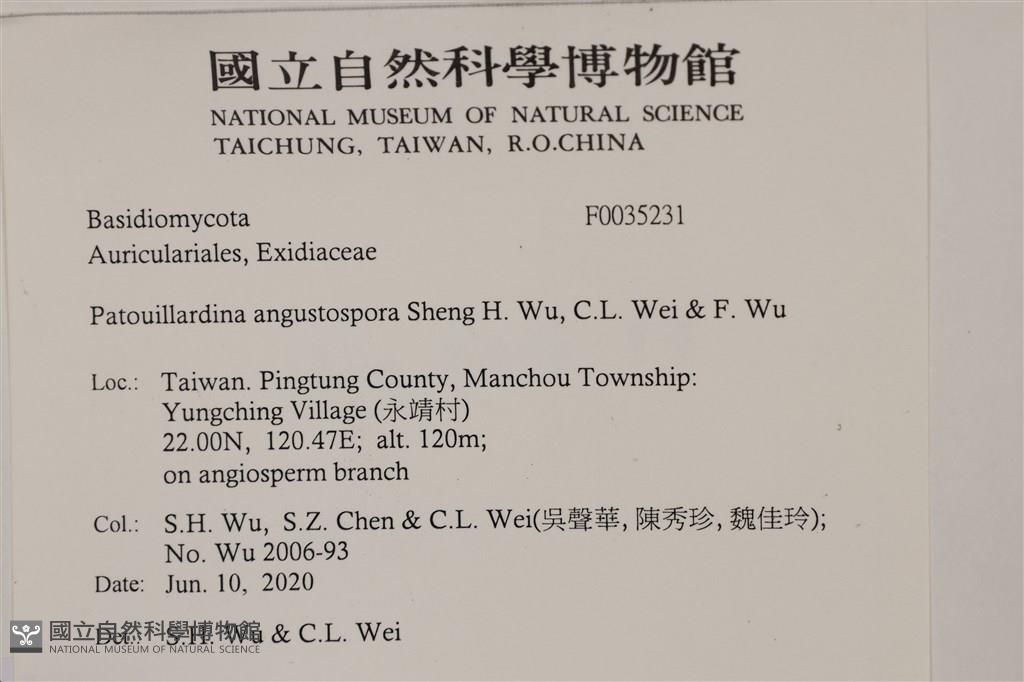 國立自然科學博物館
NATIONAL MUSEUM OF NATURAL SCIENCE
TAICHUNG, TAIWAN, R.O.CHINA
Basidiomycota F0035231
Auriculariales, Exidiaceae
Patouillardina angustospora Sheng H. Wu, C.L. Wei & F. Wu
Loc.: Taiwan. Pingtung County, Manchou Township:
Yungching Village (永靖村)
22.00N, 120.47E; alt. 120m;
on angiosperm branch
Col.: S.H. Wu, S.Z. Chen & C.L. Wei(吳聲華, 陳秀珍, 魏佳玲);
No. Wu 2006-93
Date: Jun. 10, 2020
Det.: S.H. Wu & C.L. Wei
國立自然科學博物館
NATIONAL MUSEUM OF NATURAL SCIENCE